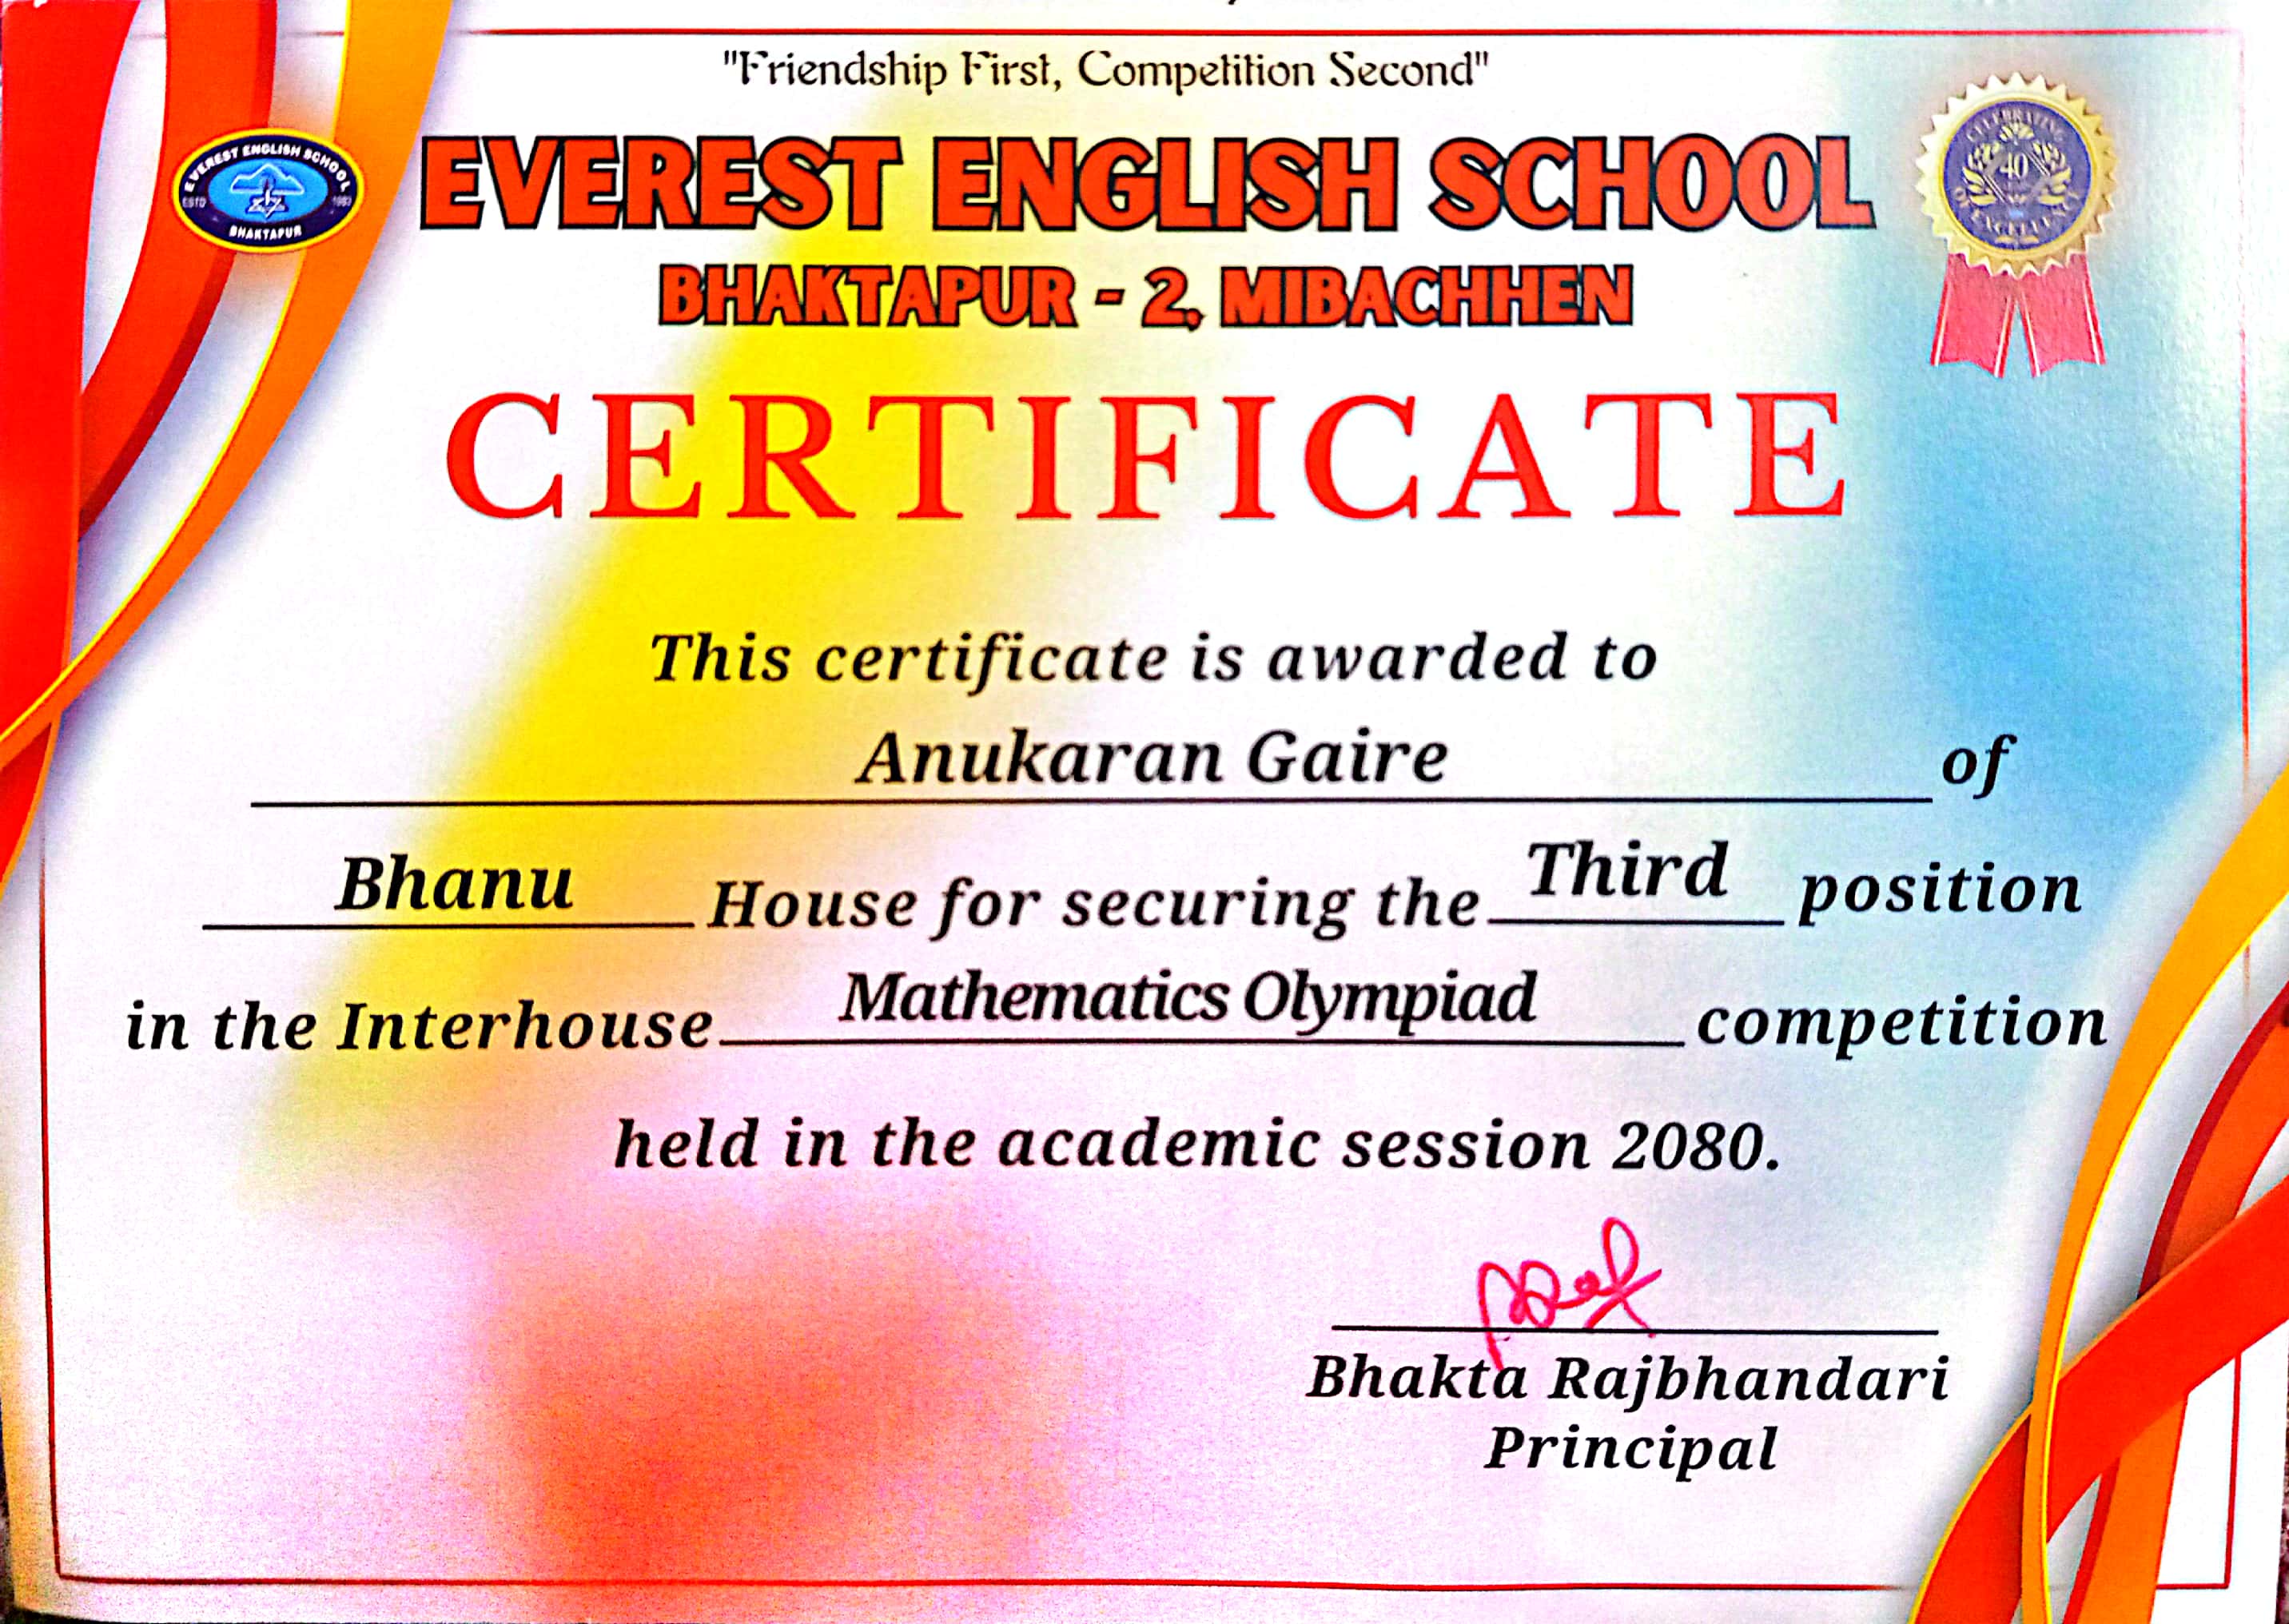 "Friendship First, Competition Second"
EVEREST ENGLISH SCHOOL
ESTD 1983
BHAKTAPUR
CELEBRATING
40
OF EXCELLENCE
EVEREST ENGLISH SCHOOL
BHAKTAPUR - 2, MIBACHHEN
CERTIFICATE
This certificate is awarded to
Anukaran Gaire of
Bhanu House for securing the Third position
in the Interhouse Mathematics Olympiad competition
held in the academic session 2080.
Bhakta Rajbhandari
Principal